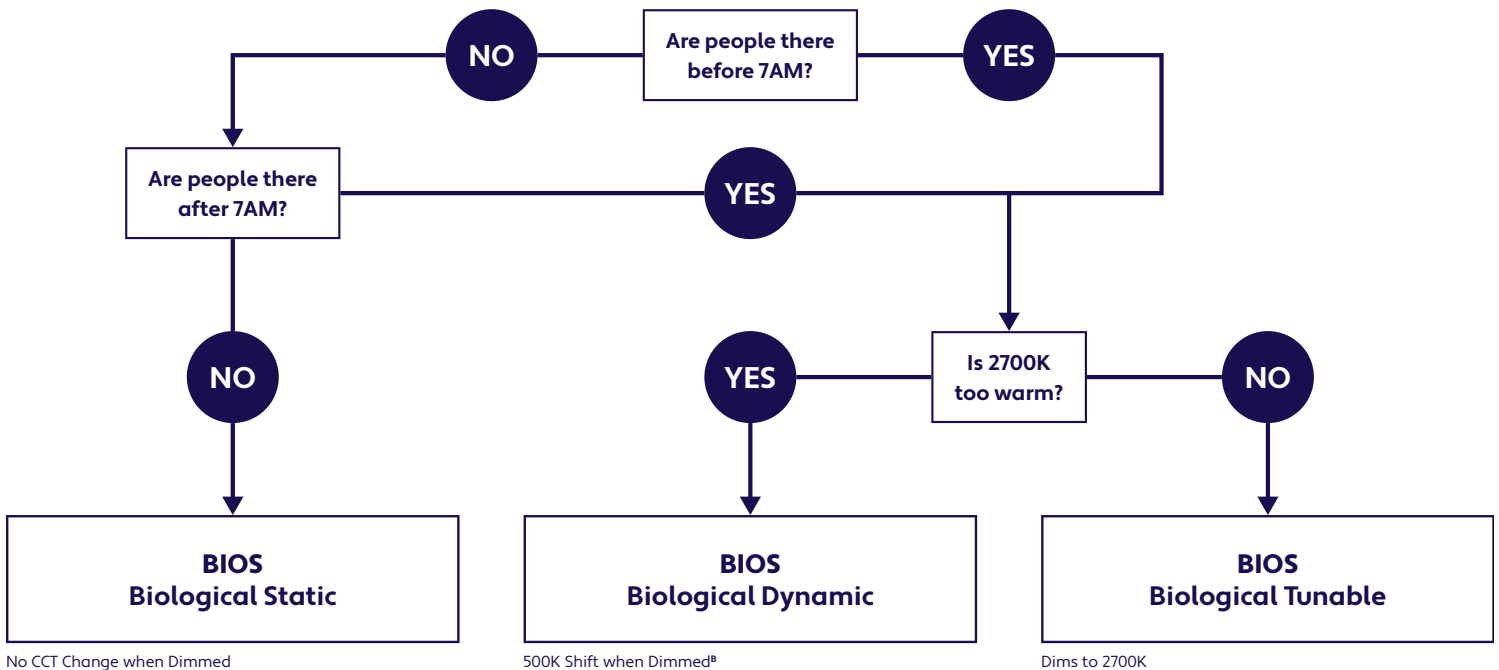 Are people there
before 7AM?
NO
YES
Are people there
after 7AM?
YES
NO
YES
Is 2700K
too warm?
NO
BIOS
Biological Static
BIOS
Biological Dynamic
BIOS
Biological Tunable
No CCT Change when Dimmed
500K Shift when Dimmedᴮ
Dims to 2700K